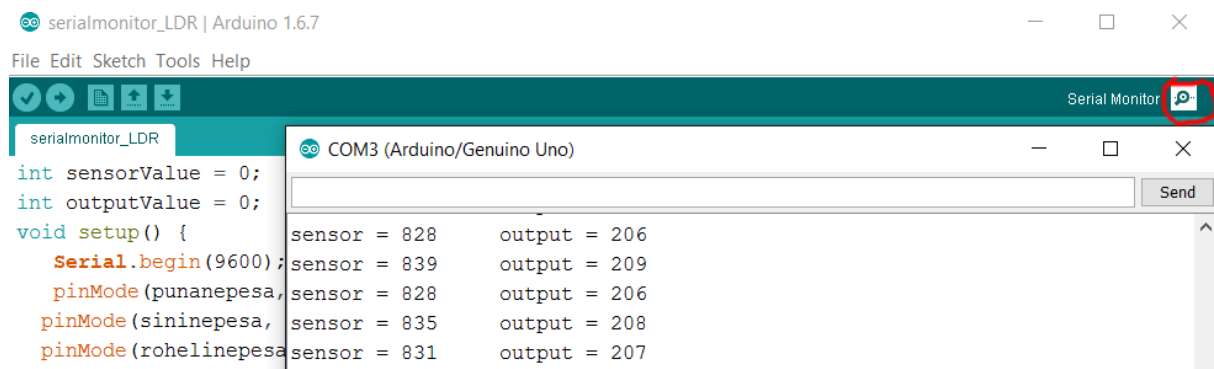 serialmonitor_LDR | Arduino 1.6.7
File Edit Sketch Tools Help
Serial Monitor
serialmonitor_LDR
int sensorValue = 0;
int outputValue = 0;
void setup() {
Serial.begin(9600);
pinMode(punanepesa,
pinMode(sininepesa,
pinMode(rohelinepesa
COM3 (Arduino/Genuino Uno)
Send
sensor = 828 output = 206
sensor = 839 output = 209
sensor = 828 output = 206
sensor = 835 output = 208
sensor = 831 output = 207